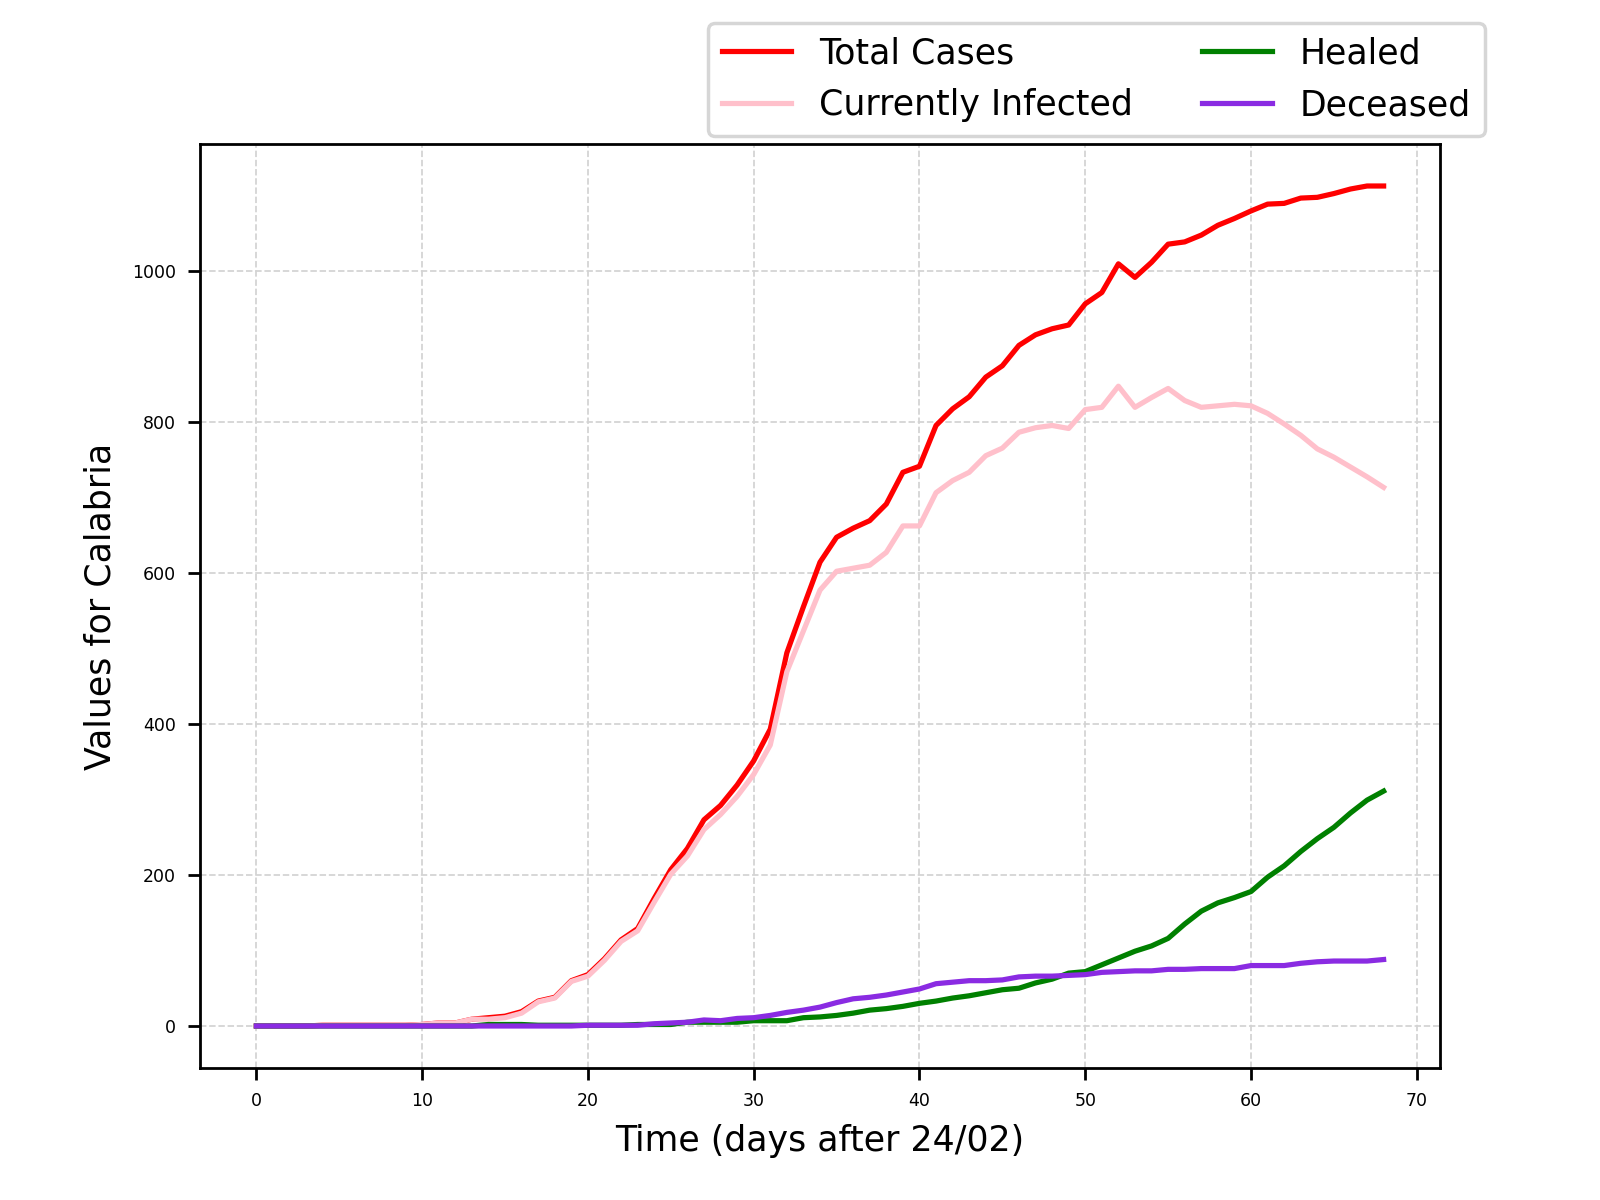 Total Cases
Currently Infected
Healed
Deceased
Values for Calabria
1000
800
600
400
200
0
0 10 20 30 40 50 60 70
Time (days after 24/02)